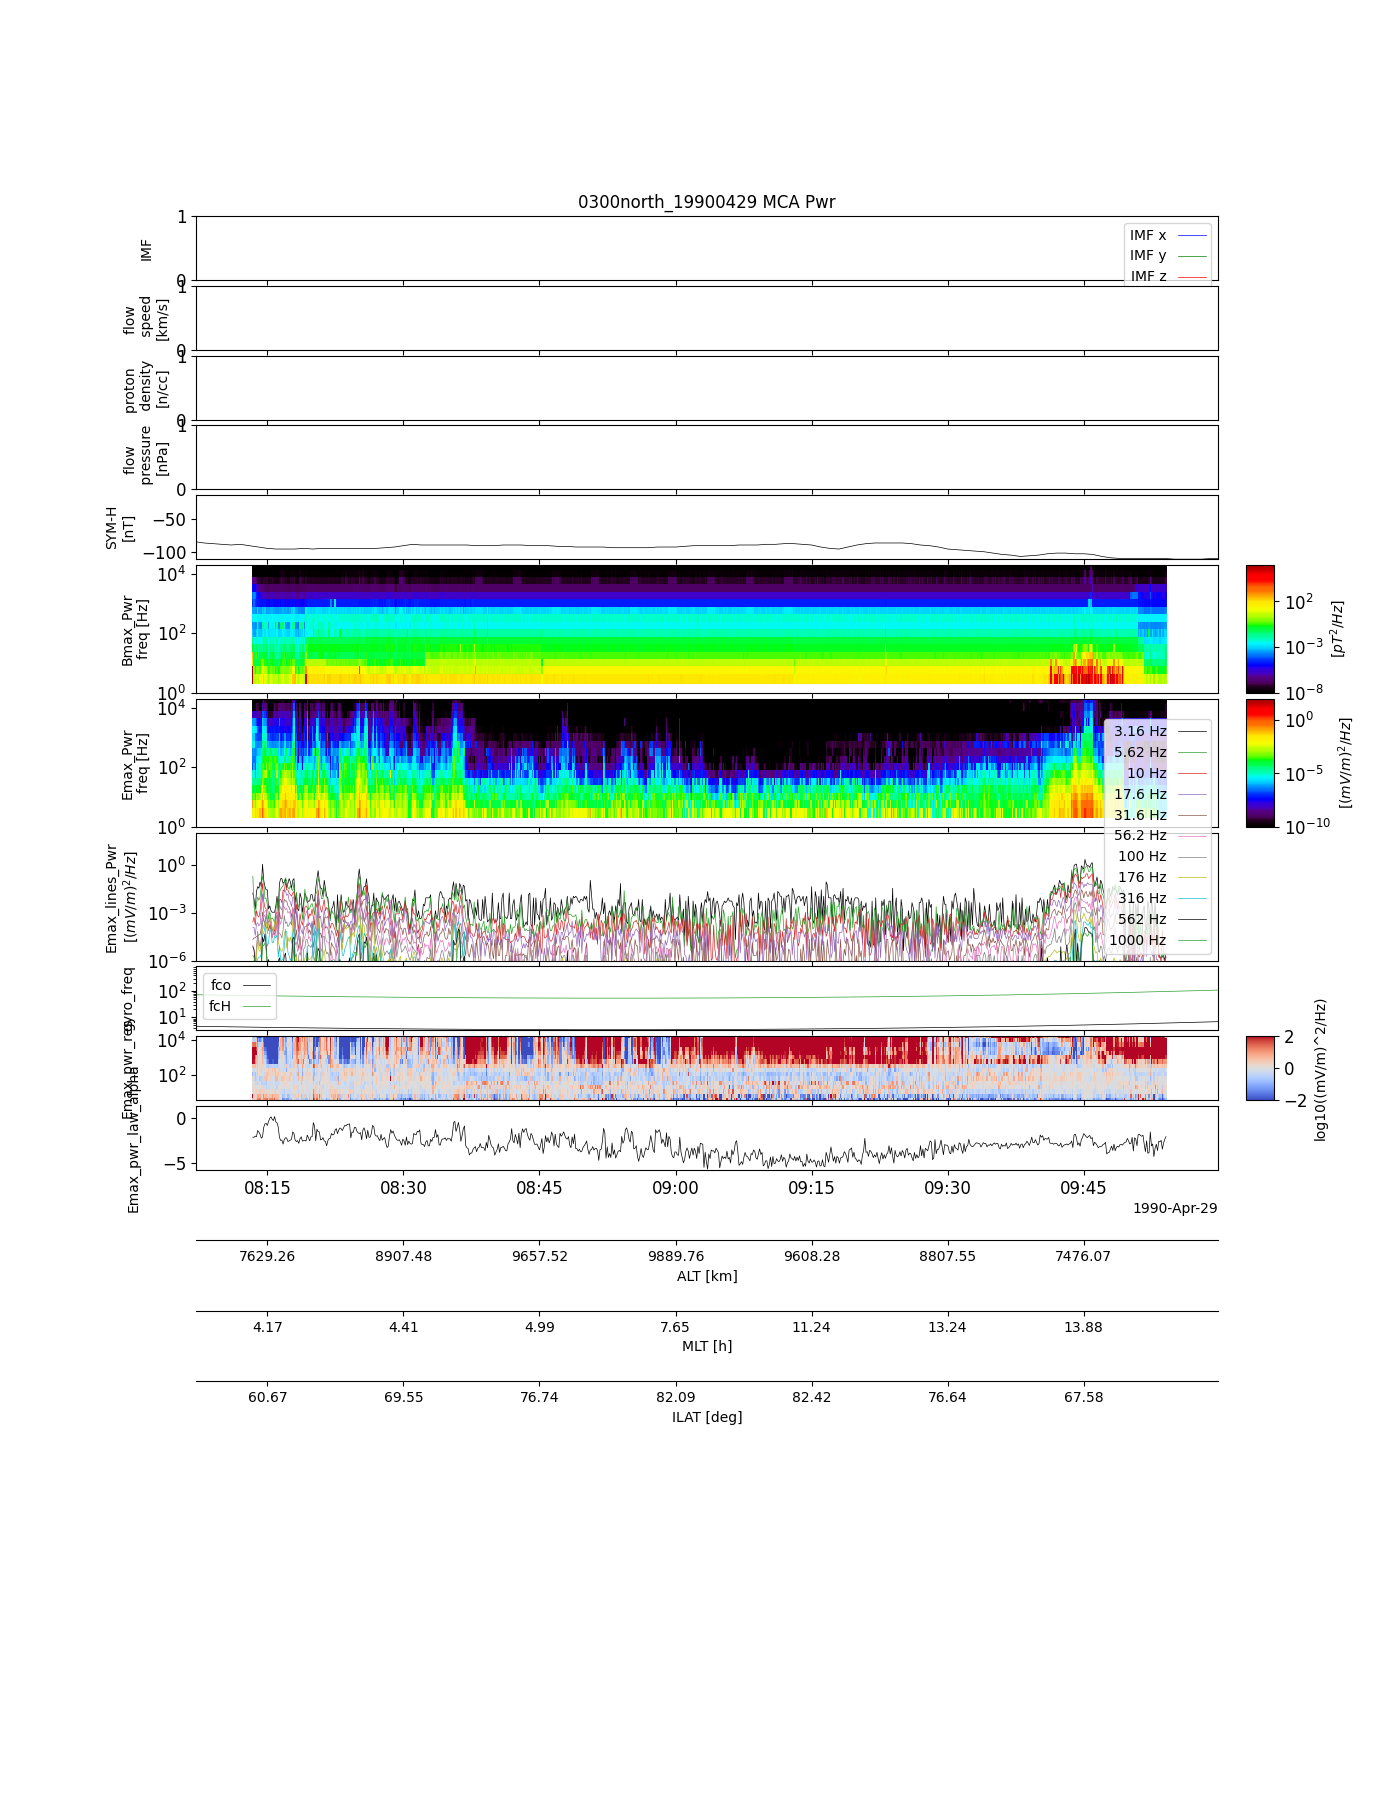 0300north_19900429 MCA Pwr
1
0
IMF
IMF x
IMF y
IMF z
1
0
flow
speed
[km/s]
1
0
proton
density
[n/cc]
1
0
flow
pressure
[nPa]
−50
−100
SYM-H
[nT]
10^4
10^2
10^0
Bmax_Pwr
freq [Hz]
10^2
10^−3
10^−8
[pT^2/Hz]
10^4
10^2
10^0
Emax_Pwr
freq [Hz]
10^0
10^−5
10^−10
[(mV/m)^2/Hz]
3.16 Hz
5.62 Hz
10 Hz
17.6 Hz
31.6 Hz
56.2 Hz
100 Hz
176 Hz
316 Hz
562 Hz
1000 Hz
10^0
10^−3
10^−6
Emax_lines_Pwr
[(mV/m)^2/Hz]
10^2
10^1
fco
fcH
10^4
10^2
2
0
−2
log10((mV/m)^2/Hz)
0
−5
08:15 08:30 08:45 09:00 09:15 09:30 09:45
1990-Apr-29
7629.26 8907.48 9657.52 9889.76 9608.28 8807.55 7476.07
ALT [km]
4.17 4.41 4.99 7.65 11.24 13.24 13.88
MLT [h]
60.67 69.55 76.74 82.09 82.42 76.64 67.58
ILAT [deg]